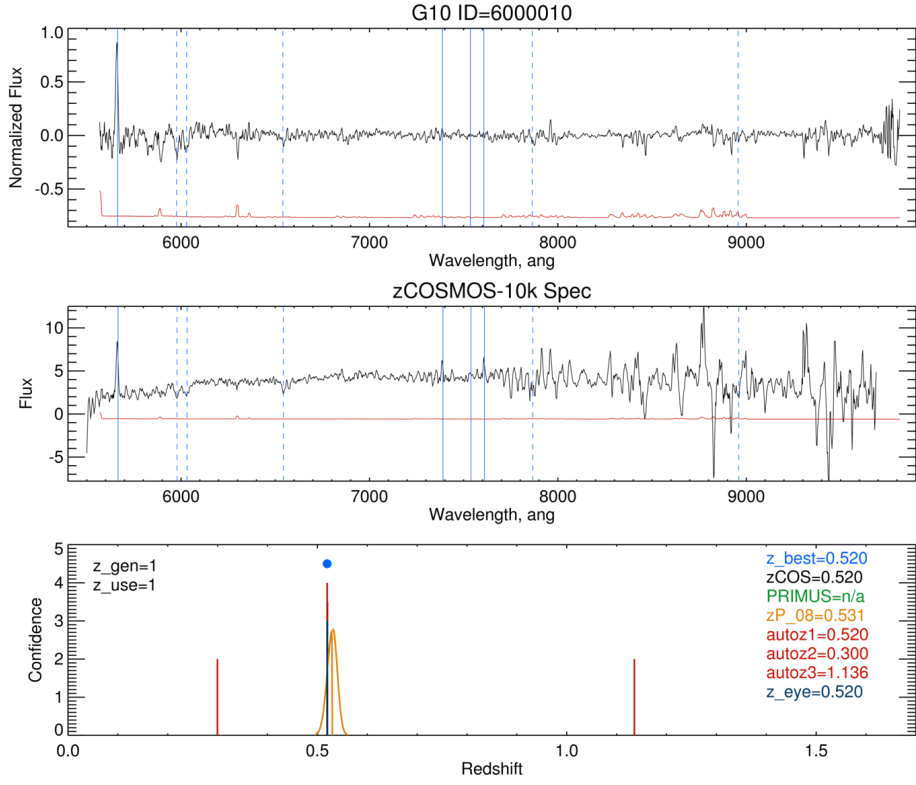 G10 ID=6000010
1.0
0.5
0.0
-0.5
Normalized Flux
6000 7000 8000 9000
Wavelength, ang
zCOSMOS-10k Spec
10
5
0
-5
Flux
6000 7000 8000 9000
Wavelength, ang
5
4
3
2
1
0
Confidence
z_gen=1
z_use=1
z_best=0.520
zCOS=0.520
PRIMUS=n/a
zP_08=0.531
autoz1=0.520
autoz2=0.300
autoz3=1.136
z_eye=0.520
0.0 0.5 1.0 1.5
Redshift